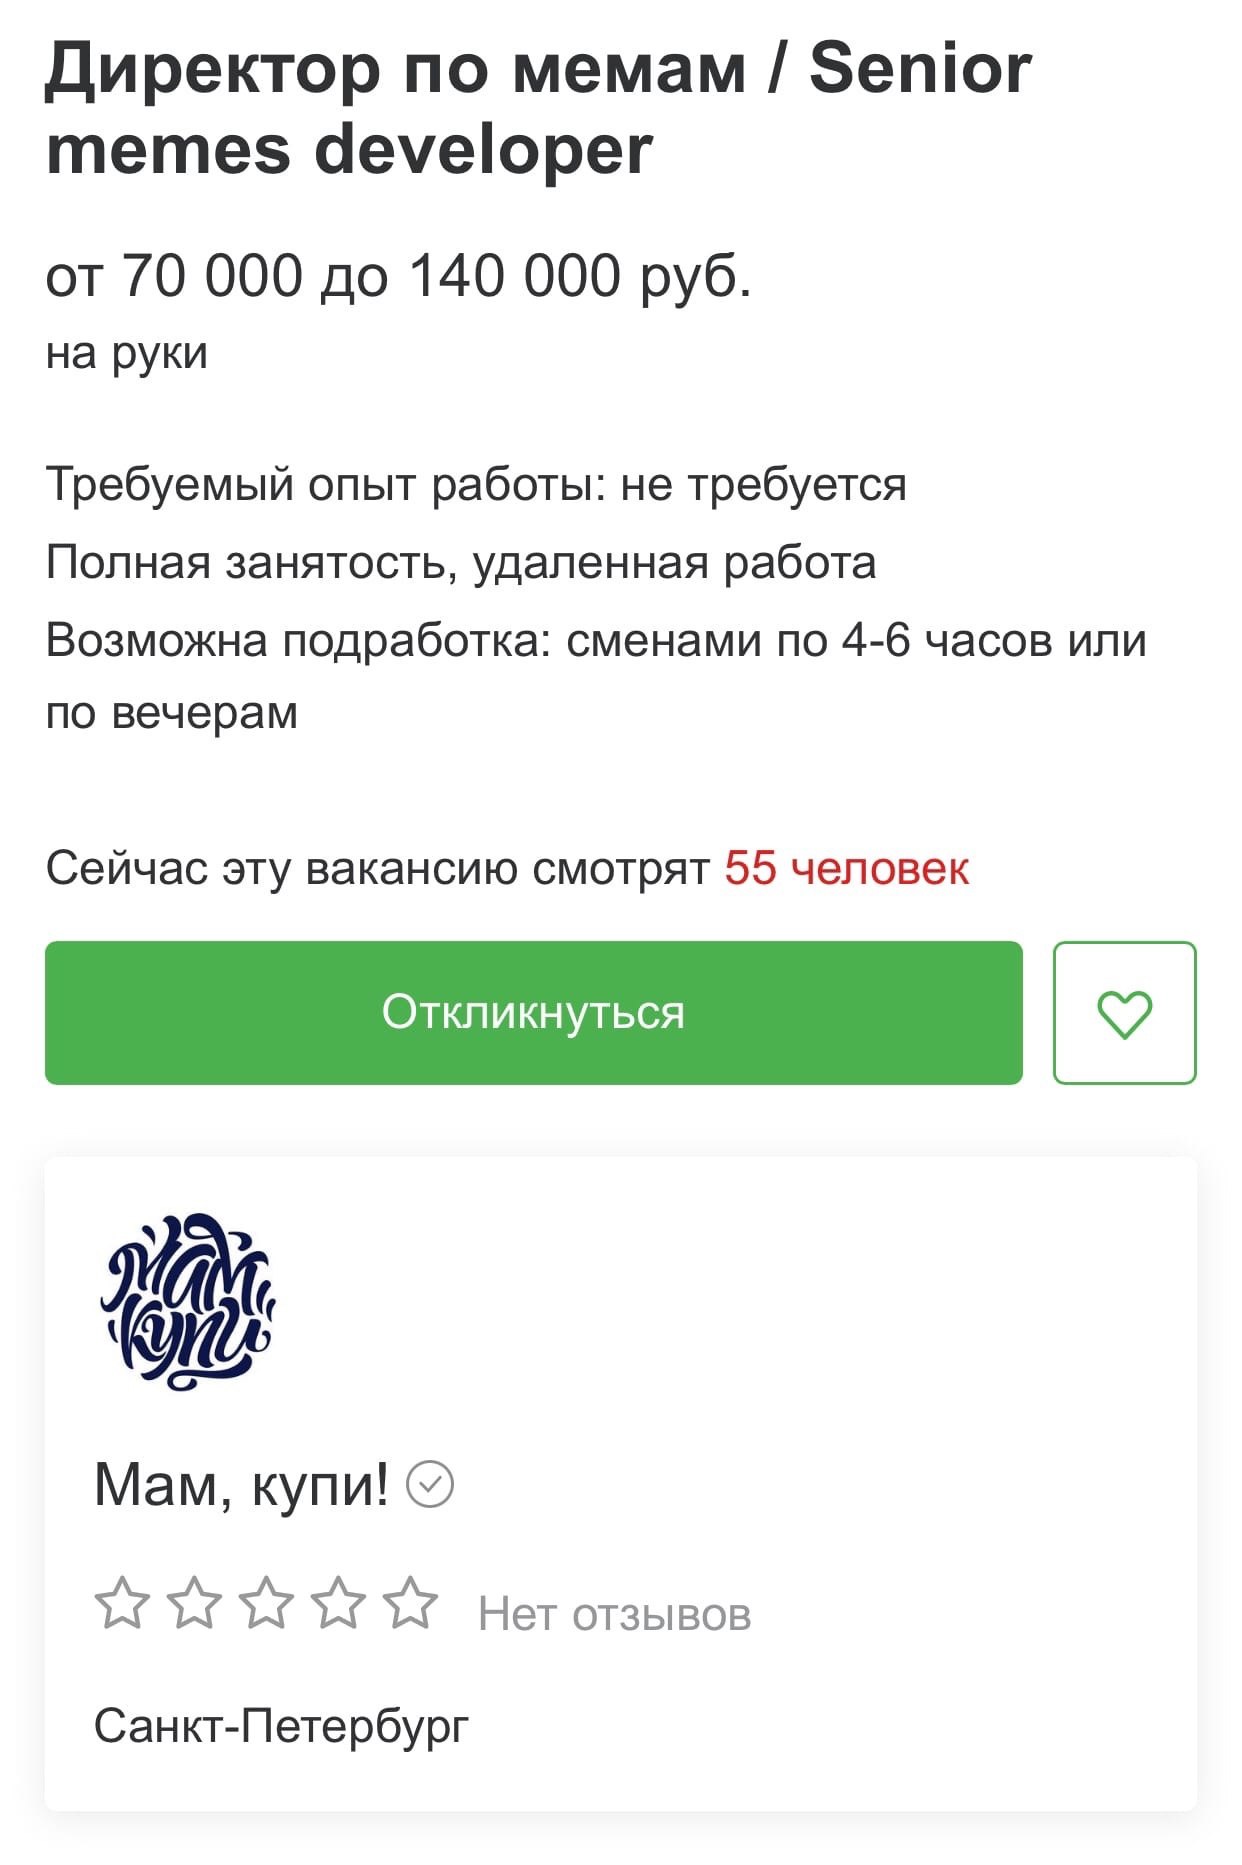 Директор по мемам / Senior
memes developer
от 70 000 до 140 000 руб.
на руки
Требуемый опыт работы: не требуется
Полная занятость, удаленная работа
Возможна подработка: сменами по 4-6 часов или
по вечерам
Сейчас эту вакансию смотрят 55 человек
Откликнуться
Мам
купи
Мам, купи!
Нет отзывов
Санкт-Петербург